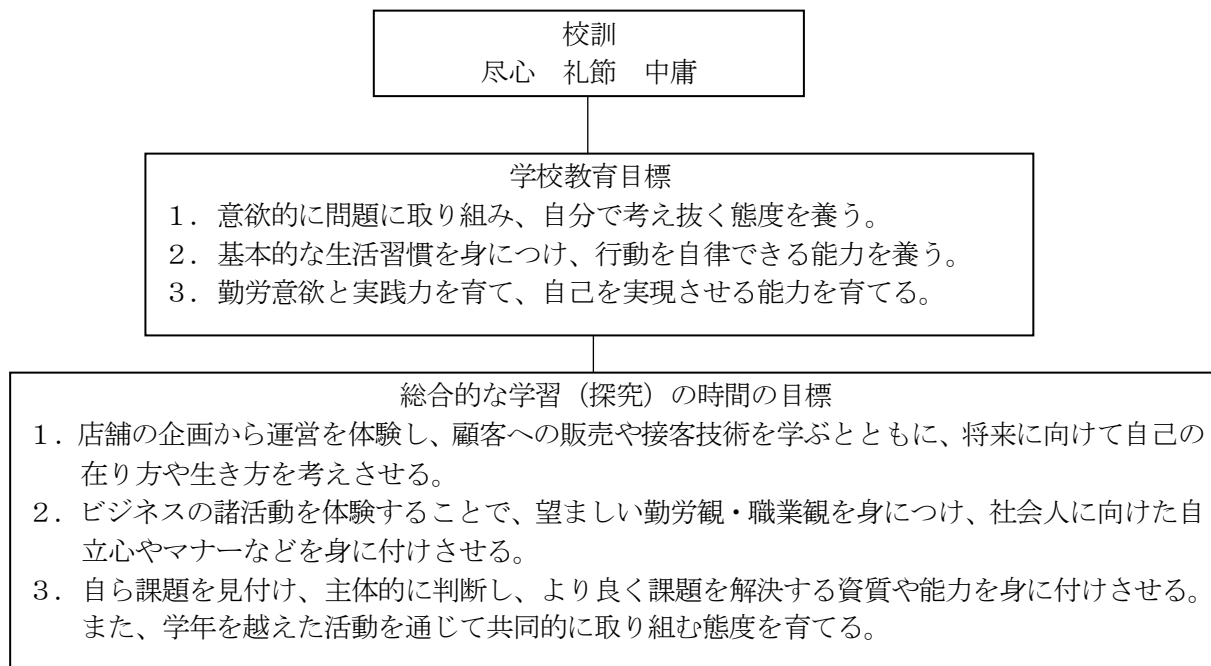 校訓
尽心　礼節　中庸
学校教育目標
１．意欲的に問題に取り組み、自分で考え抜く態度を養う。
２．基本的な生活習慣を身につけ、行動を自律できる能力を養う。
３．勤労意欲と実践力を育て、自己を実現させる能力を育てる。
総合的な学習（探究）の時間の目標
１．店舗の企画から運営を体験し、顧客への販売や接客技術を学ぶとともに、将来に向けて自己の
在り方や生き方を考えさせる。
２．ビジネスの諸活動を体験することで、望ましい勤労観・職業観を身につけ、社会人に向けた自
立心やマナーなどを身に付けさせる。
３．自ら課題を見付け、主体的に判断し、より良く課題を解決する資質や能力を身に付けさせる。
また、学年を越えた活動を通じて共同的に取り組む態度を育てる。